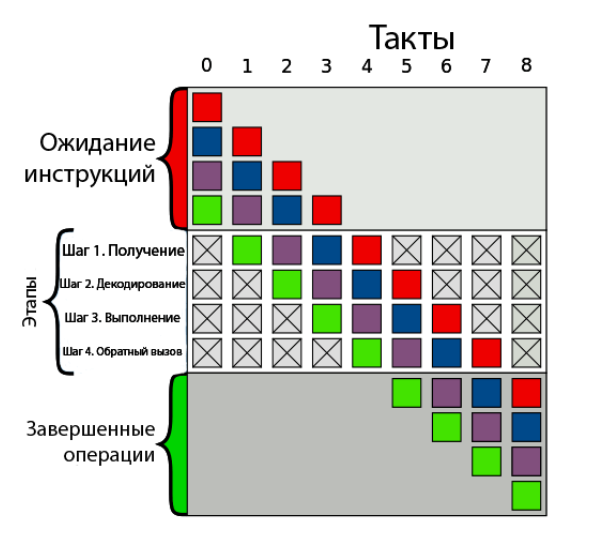 Такты
0 1 2 3 4 5 6 7 8
Ожидание
инструкций
Этапы
Шаг 1. Получение
Шаг 2. Декодирование
Шаг 3. Выполнение
Шаг 4. Обратный вызов
Завершенные
операции